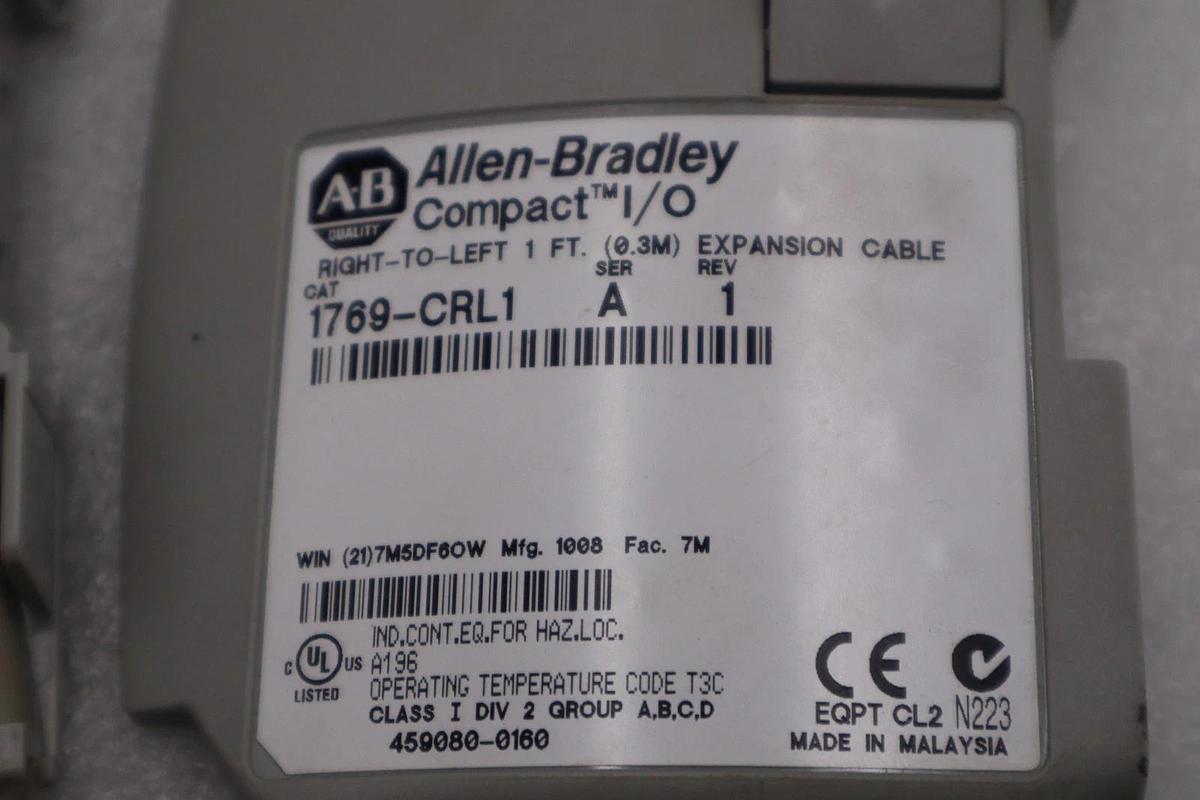 A-B
QUALITY
Allen-Bradley
Compact™ I/O
RIGHT-TO-LEFT 1 FT. (0.3M) EXPANSION CABLE
CAT SER REV
1769-CRL1 A 1
WIN (21)7M5DF6OW Mfg. 1008 Fac. 7M
IND.CONT.EQ.FOR HAZ.LOC.
C UL US A196
LISTED
OPERATING TEMPERATURE CODE T3C
CLASS I DIV 2 GROUP A,B,C,D
459080-0160
CE
EQPT CL2 N223
MADE IN MALAYSIA